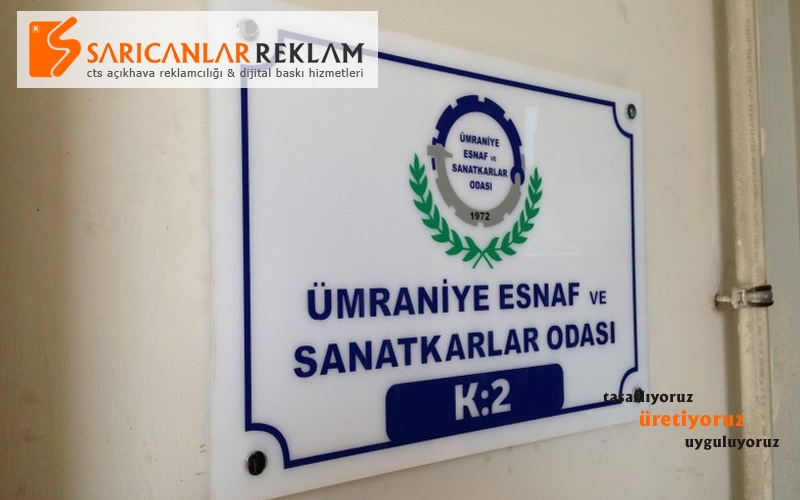 SARICANLAR REKLAM
cts açıkhava reklamcılığı & dijital baskı hizmetleri
ÜMRANİYE
ESNAF VE
SANATKARLAR
ODASI
1972
ÜMRANİYE ESNAF VE
SANATKARLAR ODASI
K:2
tasarlıyoruz
üretiyoruz
uyguluyoruz